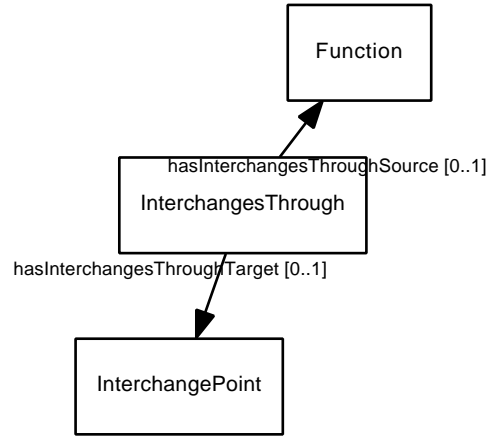 Function
hasInterchangesThroughSource [0..1]
InterchangesThrough
hasInterchangesThroughTarget [0..1]
InterchangePoint